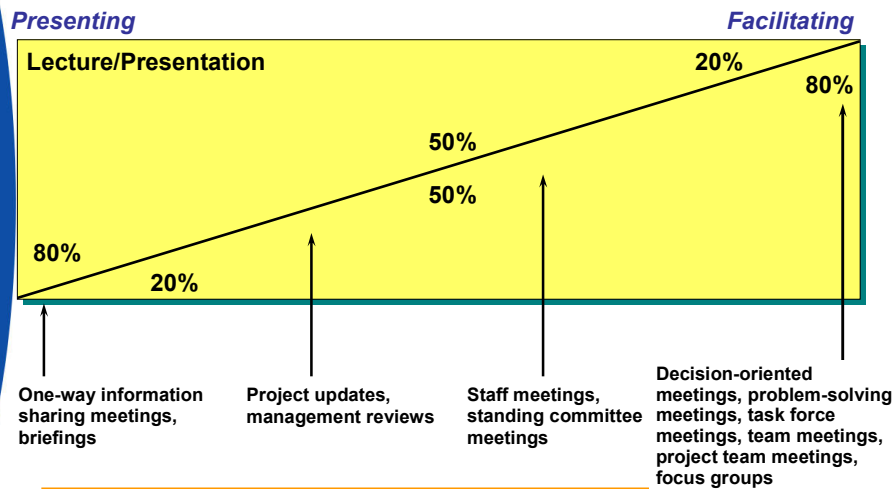 Presenting
Facilitating
Lecture/Presentation
20%
80%
50%
50%
80%
20%
One-way information
sharing meetings,
briefings
Project updates,
management reviews
Staff meetings,
standing committee
meetings
Decision-oriented
meetings, problem-solving
meetings, task force
meetings, team meetings,
project team meetings,
focus groups